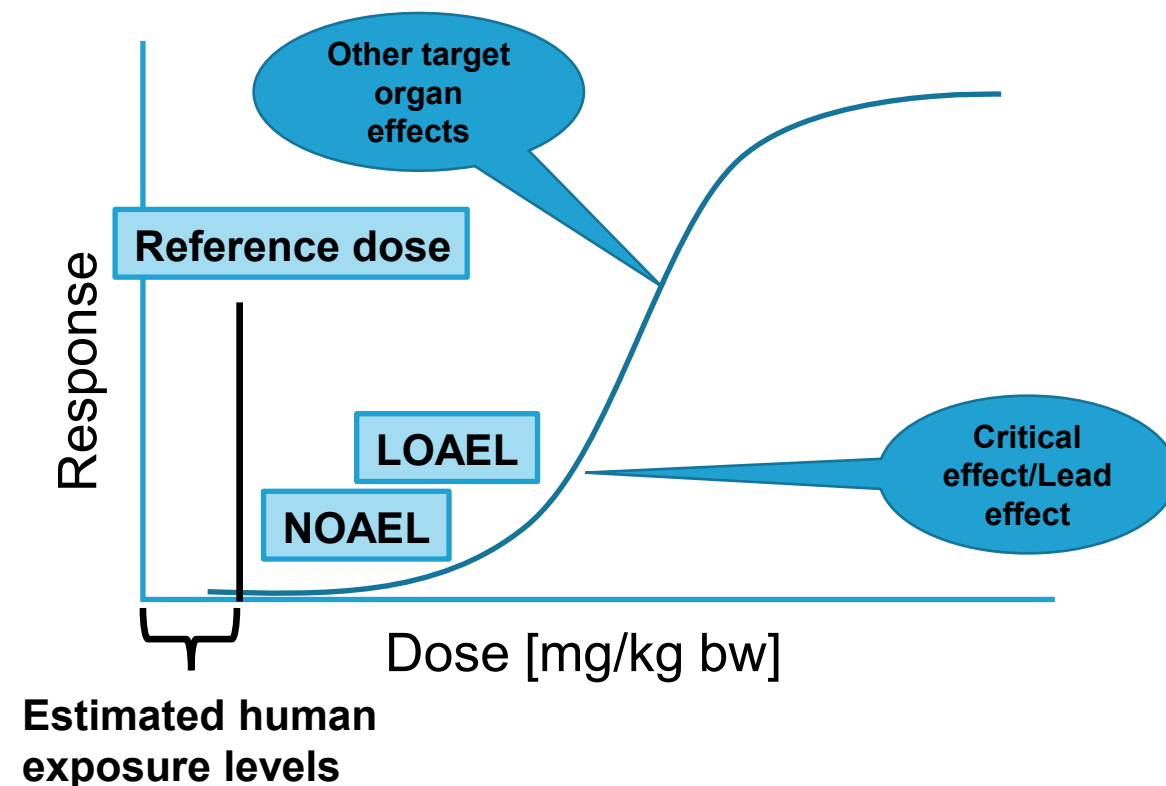 Other target
organ
effects
Reference dose
Response
LOAEL
NOAEL
Critical
effect/Lead
effect
Dose [mg/kg bw]
Estimated human
exposure levels